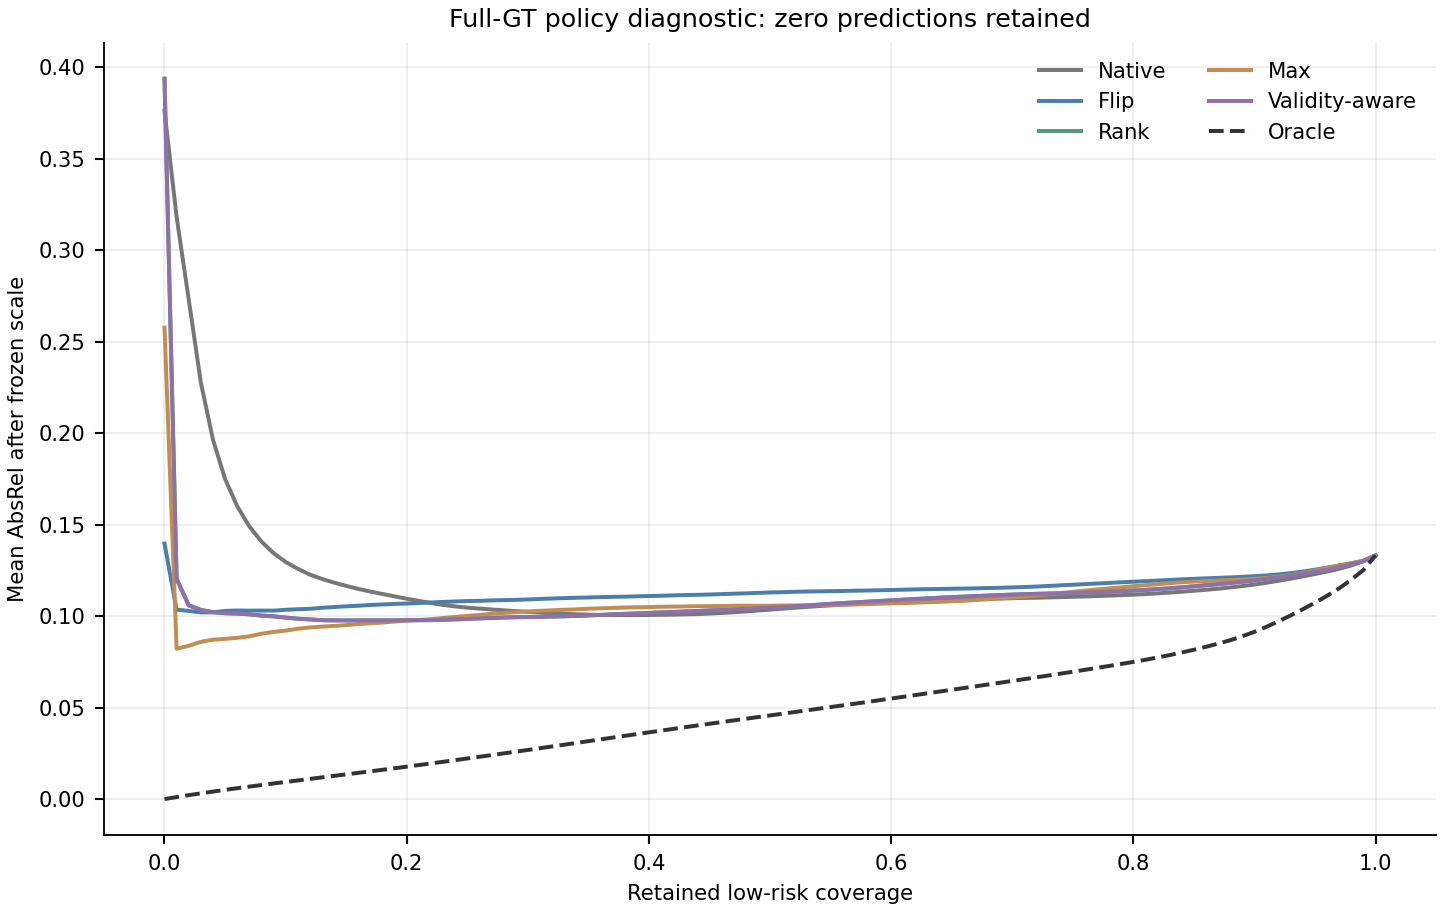 Full-GT policy diagnostic: zero predictions retained
Native
Flip
Rank
Max
Validity-aware
Oracle
Mean AbsRel after frozen scale
0.40
0.35
0.30
0.25
0.20
0.15
0.10
0.05
0.00
0.0
0.2
0.4
0.6
0.8
1.0
Retained low-risk coverage